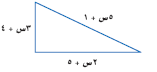 ٥س + ١
٣س + ٤
٢س + ٥